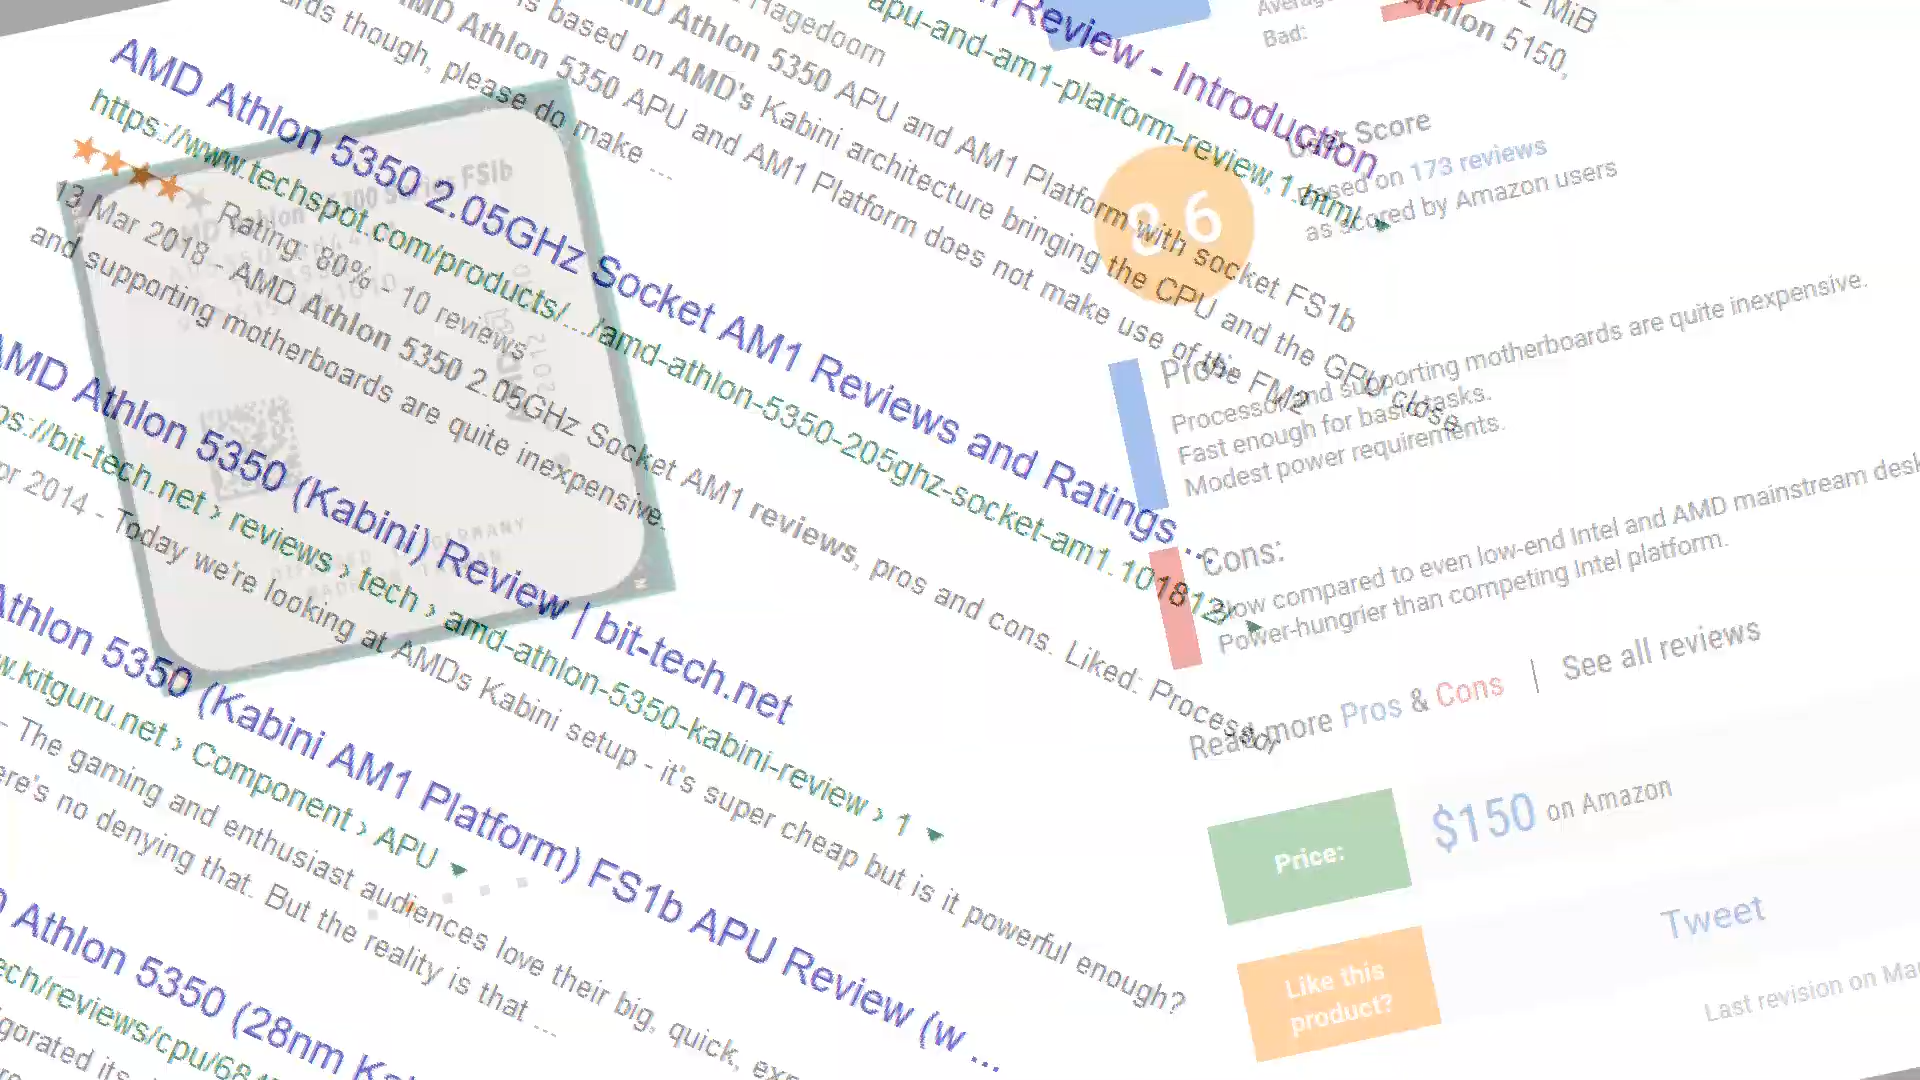 Review - Introduction
apu-and-am1-platform-review,1.html
Hagedoorn
AMD Athlon 5350 APU and AM1 Platform with socket FS1b
is based on AMD's Kabini architecture bringing the CPU and the GPU close
AMD Athlon 5350 APU and AM1 Platform does not make use of the FM2
though, please do make ...
AMD Athlon 5350 2.05GHz Socket AM1 Reviews and Ratings ...
https://www.techspot.com/products/.../amd-athlon-5350-205ghz-socket-am1.101812/
Rating: 80% - 10 reviews
13 Mar 2018 - AMD Athlon 5350 2.05GHz Socket AM1 reviews, pros and cons. Liked: Processor
and supporting motherboards are quite inexpensive.
AMD Athlon 5350 (Kabini) Review | bit-tech.net
https://bit-tech.net › reviews › tech › amd-athlon-5350-kabini-review › 1
2014 - Today we're looking at AMDs Kabini setup - it's super cheap but is it powerful enough?
Athlon 5350 (Kabini AM1 Platform) FS1b APU Review (w ...
kitguru.net › Component › APU
- The gaming and enthusiast audiences love their big, quick,
there's no denying that. But the reality is that ...
Athlon 5350 (28nm
reviews/cpu/
Average:
Bad:
MiB
Athlon 5150,
8.6
User Score
Based on 173 reviews
as scored by Amazon users
Pros:
Processor and supporting motherboards are quite inexpensive.
Fast enough for basic tasks.
Modest power requirements.
Cons:
Slow compared to even low-end Intel and AMD mainstream
Power-hungrier than competing Intel platform.
Read more Pros & Cons | See all reviews
Price:
$150 on Amazon
Like this
product?
Tweet
Last revision on